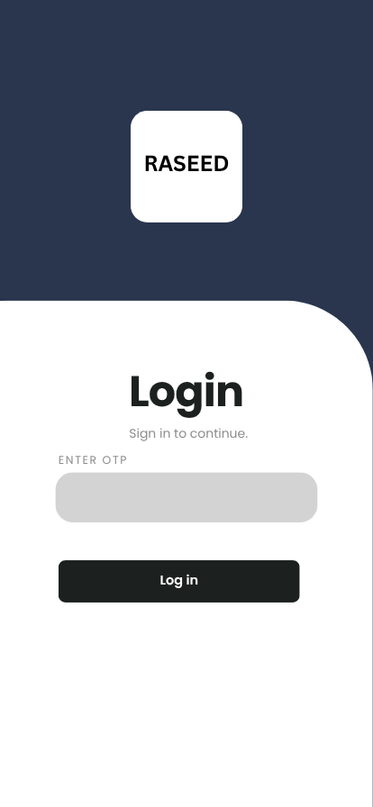 RASEED
Login
Sign in to continue.
ENTER OTP
Log in